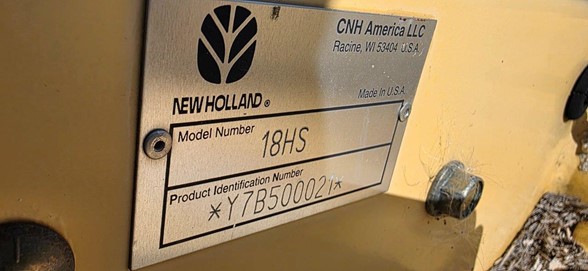 CNH America LLC
Racine, WI 53404 U.S.A.
Made In U.S.A.
NEW HOLLAND ®
Model Number
18HS
Product Identification Number
*Y7B500021*